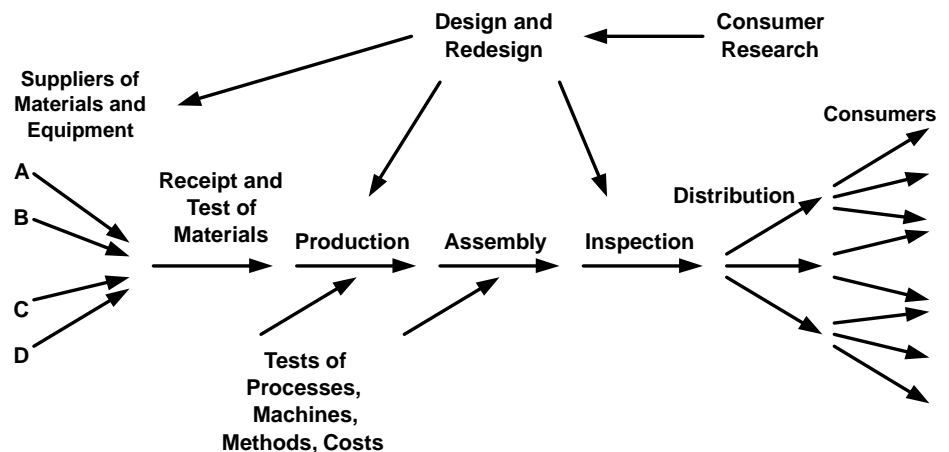 Design and
Redesign
Consumer
Research
Suppliers of
Materials and
Equipment
Consumers
A
B
C
D
Receipt and
Test of
Materials
Production
Assembly
Inspection
Distribution
Tests of
Processes,
Machines,
Methods, Costs